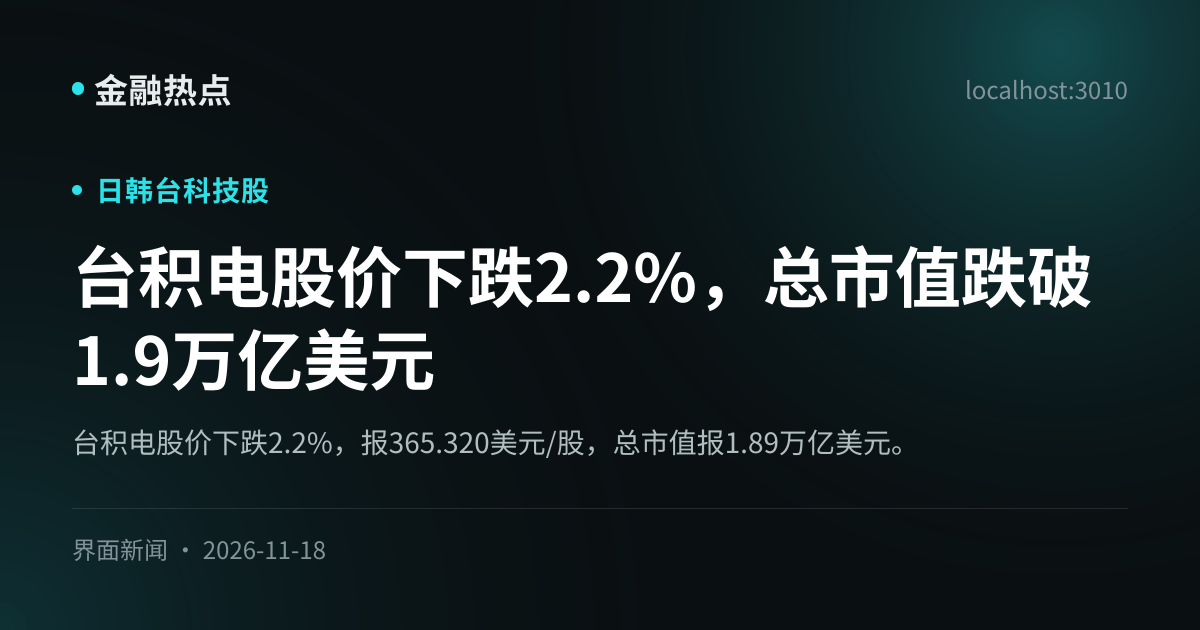 金融热点
localhost:3010
日韩台科技股
台积电股价下跌2.2%，总市值跌破
1.9万亿美元
台积电股价下跌2.2%，报365.320美元/股，总市值报1.89万亿美元。
界面新闻 • 2026-11-18